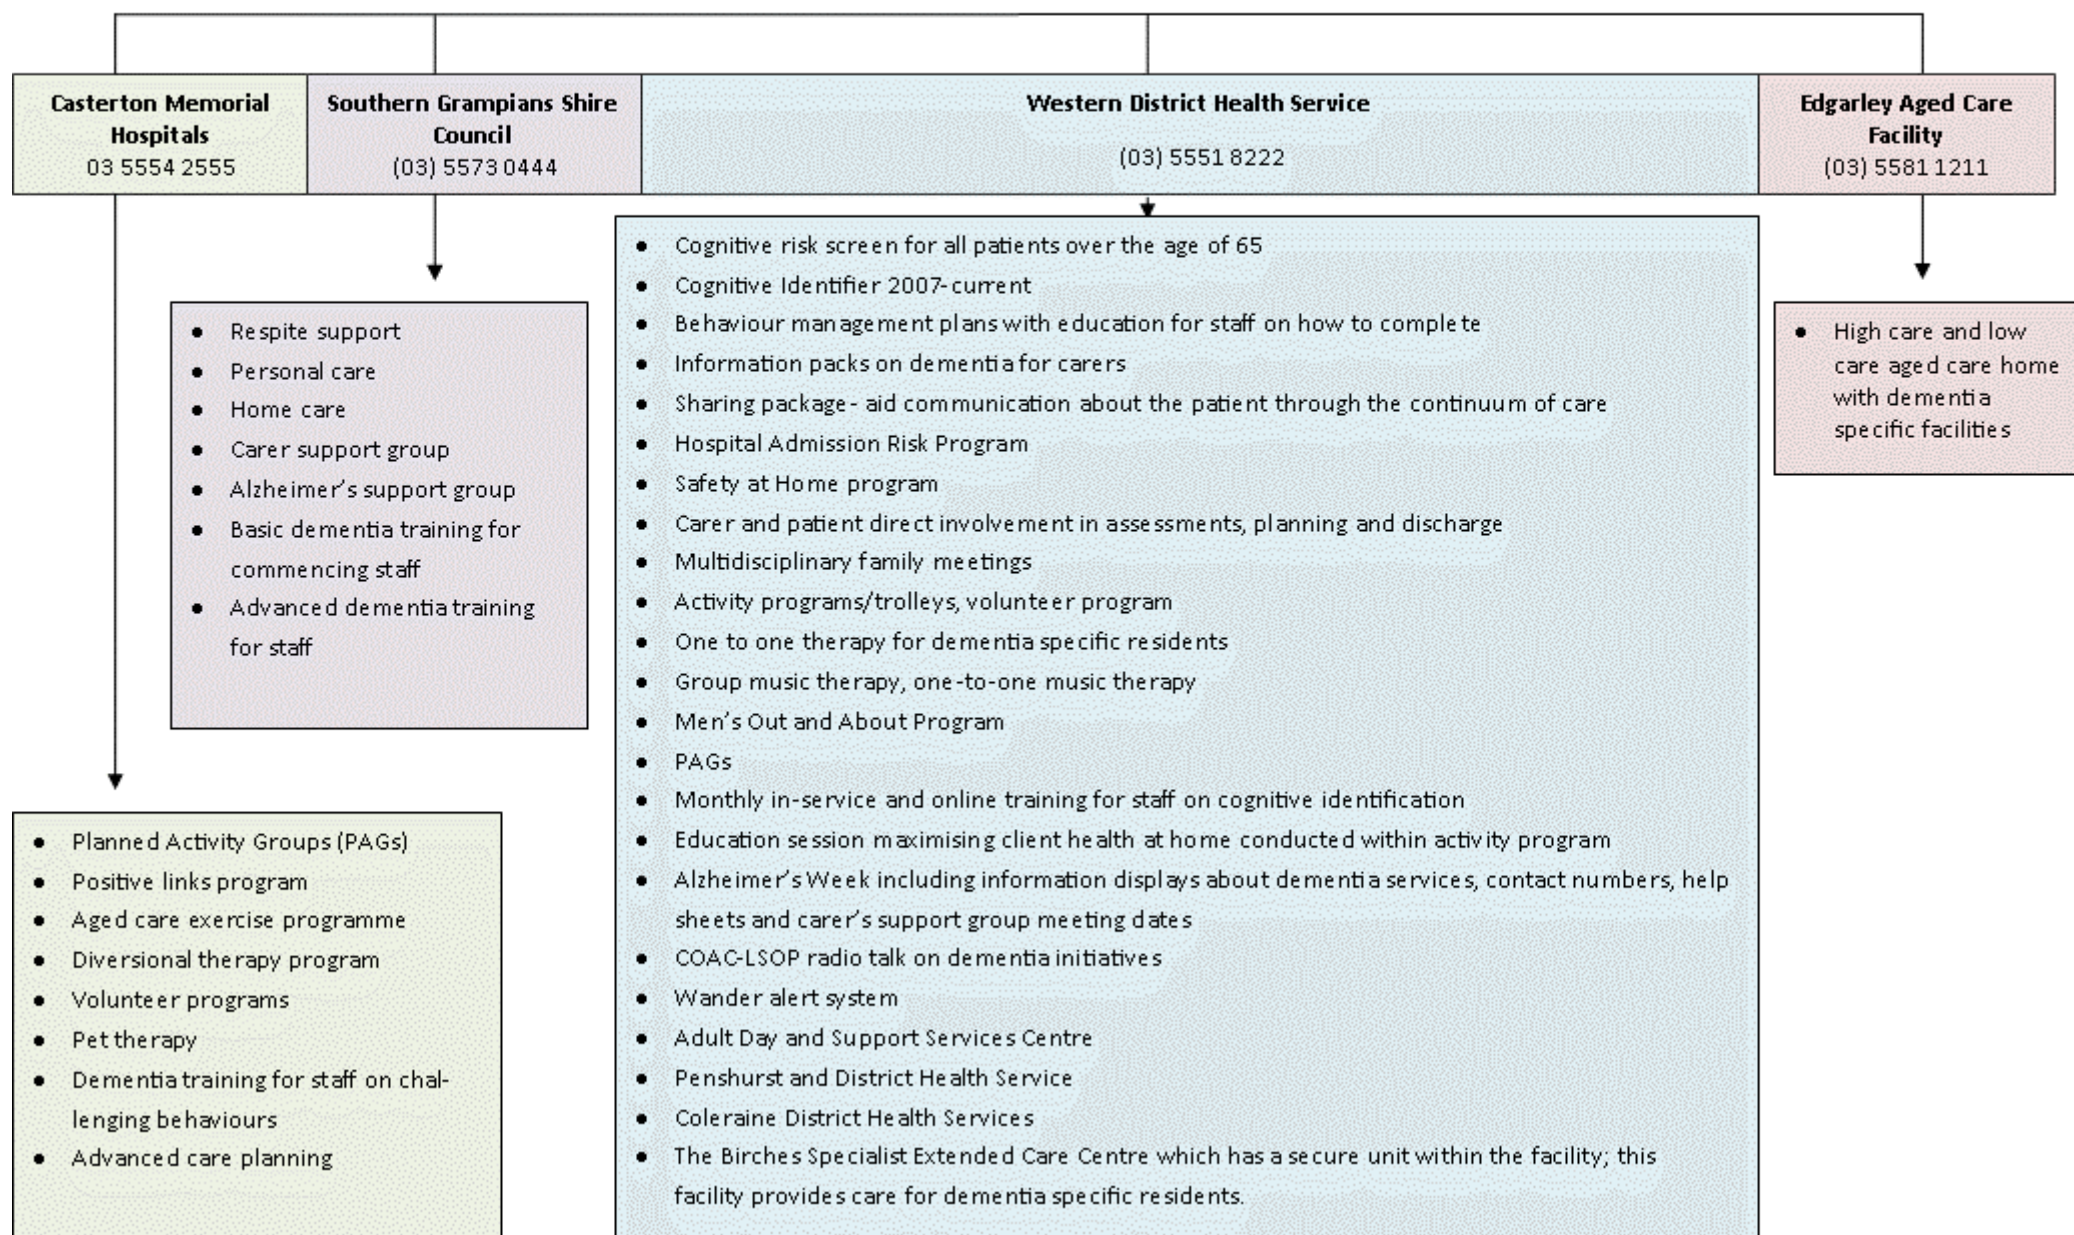 Casterton Memorial
Hospitals
03 5554 2555
Southern Grampians Shire
Council
(03) 5573 0444
Western District Health Service
(03) 5551 8222
Edgarley Aged Care
Facility
(03) 5581 1211
• Planned Activity Groups (PAGs)
• Positive links program
• Aged care exercise programme
• Diversional therapy program
• Volunteer programs
• Pet therapy
• Dementia training for staff on chal-
lenging behaviours
• Advanced care planning
• Respite support
• Personal care
• Home care
• Carer support group
• Alzheimer's support group
• Basic dementia training for
commencing staff
• Advanced dementia training
for staff
• Cognitive risk screen for all patients over the age of 65
• Cognitive Identifier 2007-current
• Behaviour management plans with education for staff on how to complete
• Information packs on dementia for carers
• Sharing package- aid communication about the patient through the continuum of care
• Hospital Admission Risk Program
• Safety at Home program
• Carer and patient direct involvement in assessments, planning and discharge
• Multidisciplinary family meetings
• Activity programs/trolleys, volunteer program
• One to one therapy for dementia specific residents
• Group music therapy, one-to-one music therapy
• Men's Out and About Program
• PAGs
• Monthly in-service and online training for staff on cognitive identification
• Education session maximising client health at home conducted within activity program
• Alzheimer's Week including information displays about dementia services, contact numbers, help
sheets and carer's support group meeting dates
• COAC-LSOP radio talk on dementia initiatives
• Wander alert system
• Adult Day and Support Services Centre
• Penshurst and District Health Service
• Coleraine District Health Services
• The Birches Specialist Extended Care Centre which has a secure unit within the facility; this
facility provides care for dementia specific residents.
• High care and low
care aged care home
with dementia
specific facilities